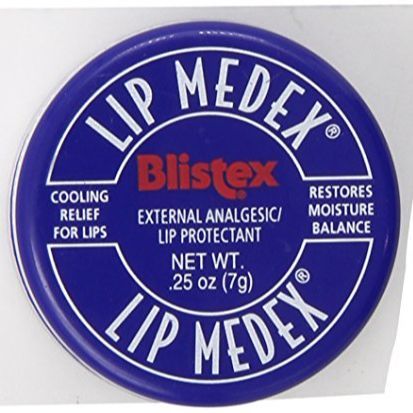 LIP MEDEX®
Blistex®
COOLING
RELIEF
FOR LIPS
EXTERNAL ANALGESIC/
LIP PROTECTANT
NET WT.
.25 oz (7g)
RESTORES
MOISTURE
BALANCE
LIP MEDEX®